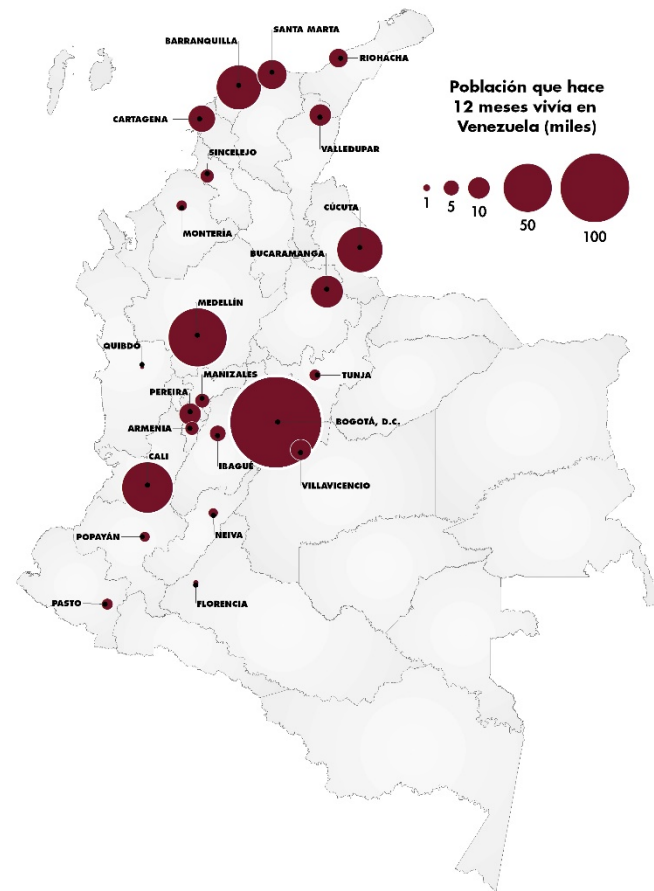 SANTA MARTA
BARRANQUILLA
RIOHACHA
Población que hace
12 meses vivía en
Venezuela (miles)
CARTAGENA
VALLEDUPAR
SINCELEJO
1
5
10
50
100
CÚCUTA
MONTERÍA
BUCARAMANGA
MEDELLÍN
QUIBDÓ
MANIZALES
TUNJA
PEREIRA
BOGOTÁ, D.C.
ARMENIA
IBAGUÉ
CALI
VILLAVICENCIO
POPAYÁN
NEIVA
PASTO
FLORENCIA